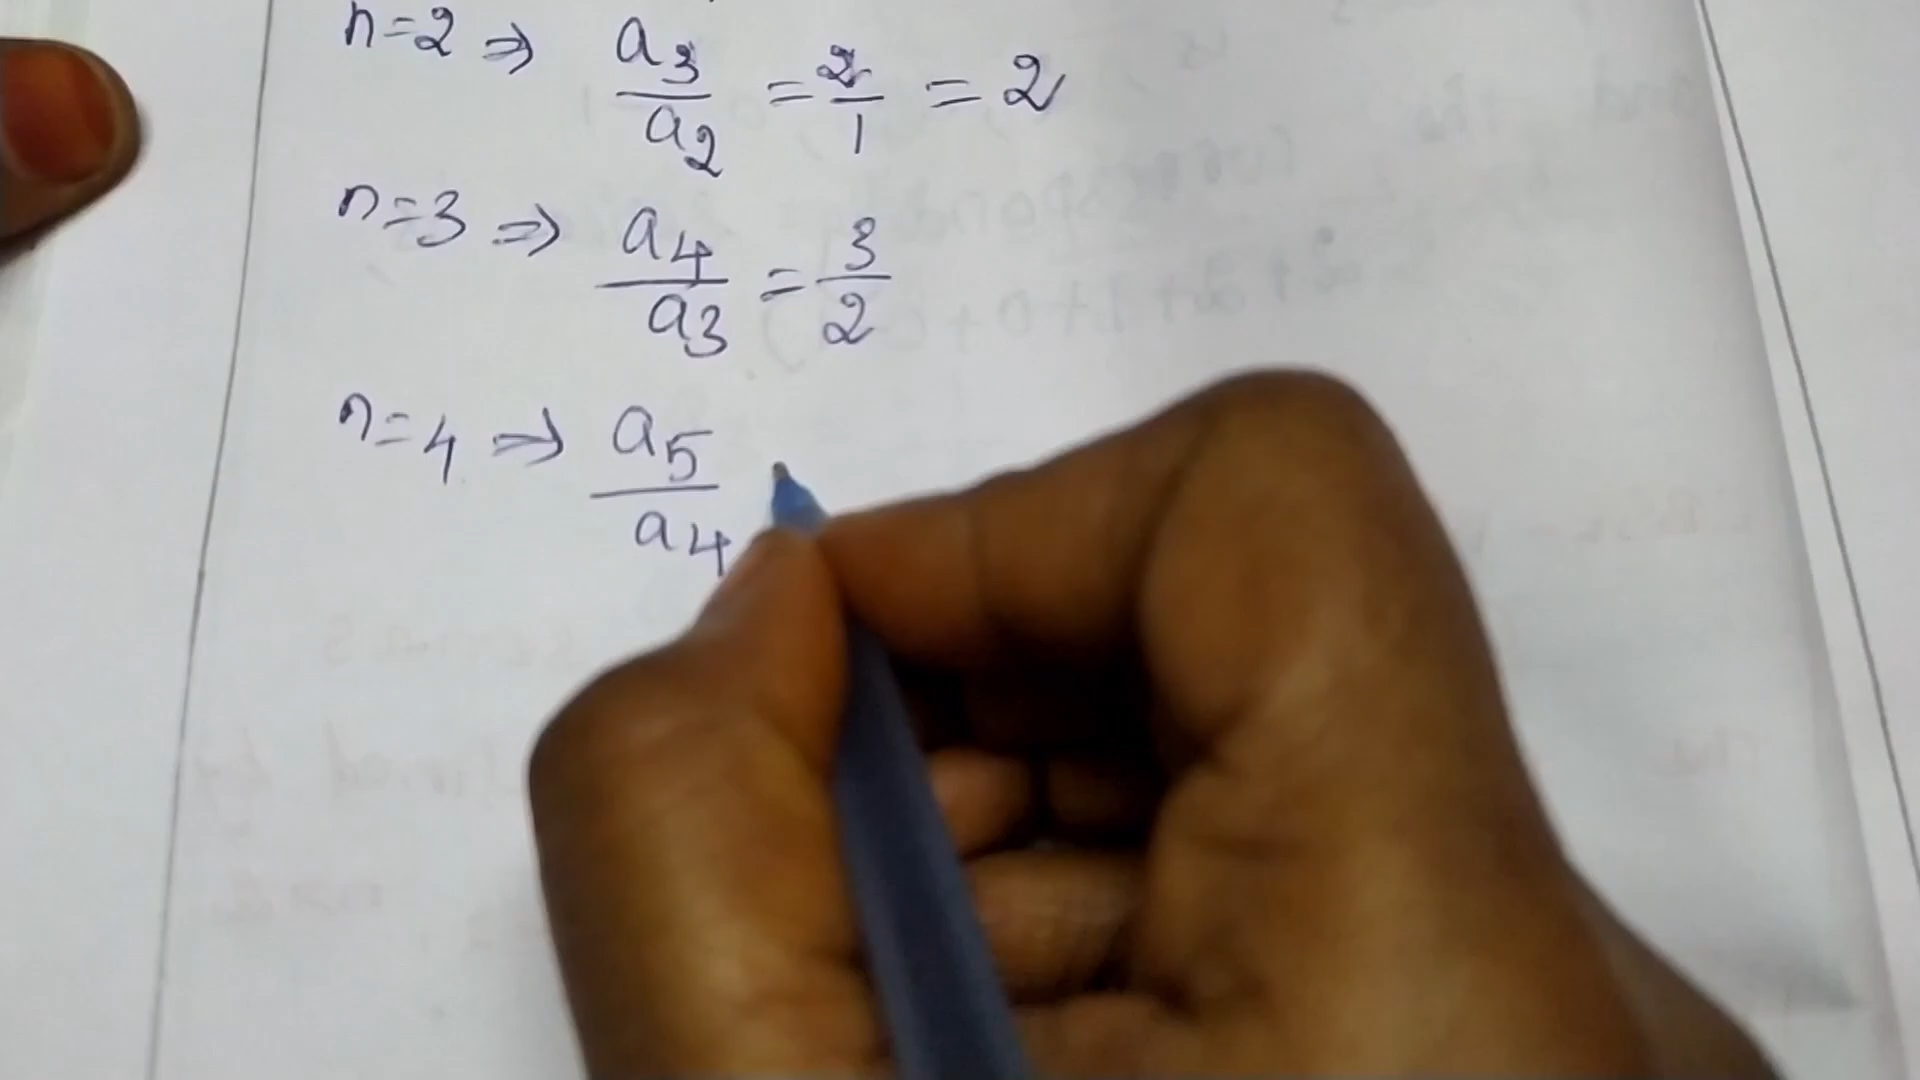 n=2 ⇒ a3/a2 = 2/1 = 2
n=3 ⇒ a4/a3 = 3/2
n=4 ⇒ a5/a4